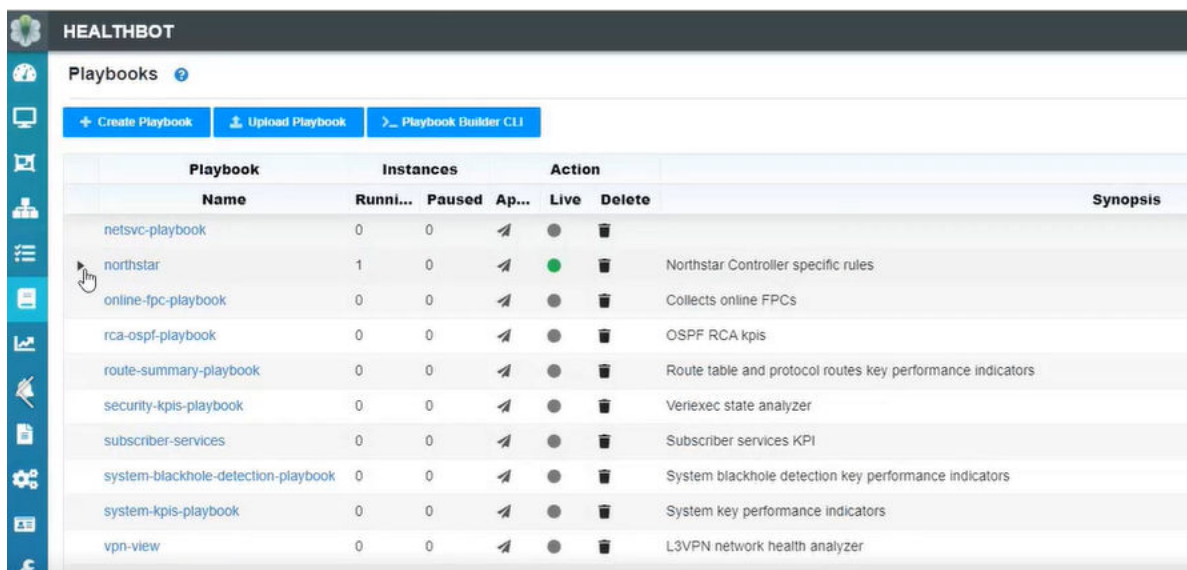 HEALTHBOT
Playbooks ?
+ Create Playbook Upload Playbook >_ Playbook Builder CLI
Playbook Instances Action
Name Runni... Paused Ap... Live Delete Synopsis
netsvc-playbook 0 0
northstar 1 0 Northstar Controller specific rules
online-fpc-playbook 0 0 Collects online FPCs
rca-ospf-playbook 0 0 OSPF RCA kpis
route-summary-playbook 0 0 Route table and protocol routes key performance indicators
security-kpis-playbook 0 0 Veriexec state analyzer
subscriber-services 0 0 Subscriber services KPI
system-blackhole-detection-playbook 0 0 System blackhole detection key performance indicators
system-kpis-playbook 0 0 System key performance indicators
vpn-view 0 0 L3VPN network health analyzer